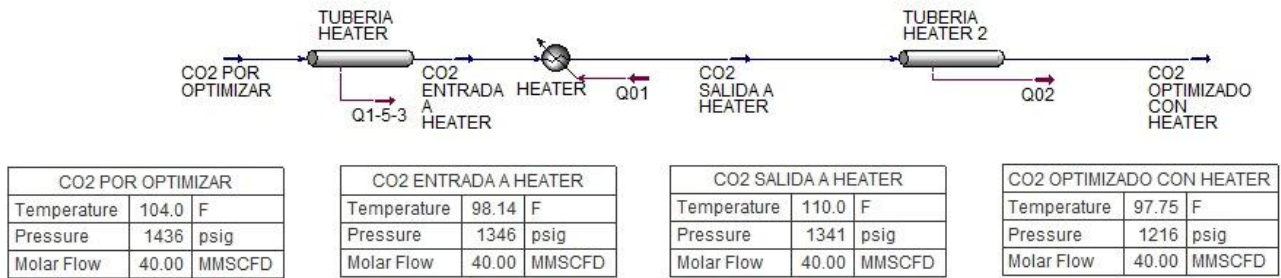 TUBERIA
HEATER
TUBERIA
HEATER 2
CO2 POR
OPTIMIZAR
Q1-5-3
CO2
ENTRADA
A
HEATER
HEATER
Q01
CO2
SALIDA A
HEATER
Q02
CO2
OPTIMIZADO
CON
HEATER
CO2 POR OPTIMIZAR
Temperature 104.0 F
Pressure 1436 psig
Molar Flow 40.00 MMSCFD
CO2 ENTRADA A HEATER
Temperature 98.14 F
Pressure 1346 psig
Molar Flow 40.00 MMSCFD
CO2 SALIDA A HEATER
Temperature 110.0 F
Pressure 1341 psig
Molar Flow 40.00 MMSCFD
CO2 OPTIMIZADO CON HEATER
Temperature 97.75 F
Pressure 1216 psig
Molar Flow 40.00 MMSCFD